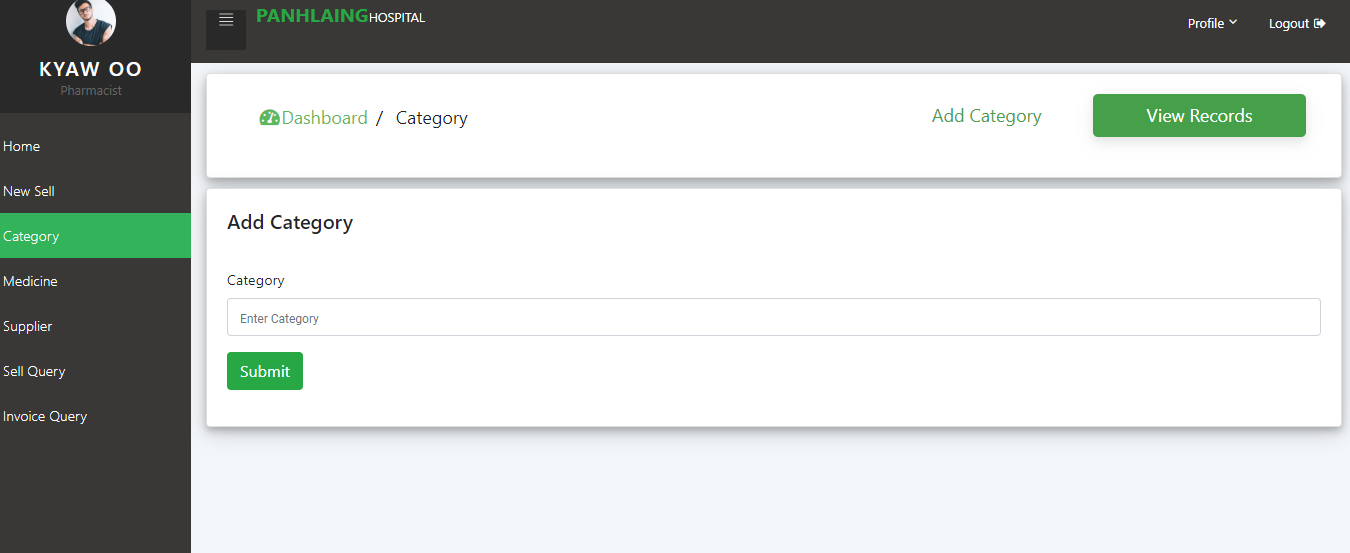 KYAW OO
Pharmacist
Home
New Sell
Category
Medicine
Supplier
Sell Query
Invoice Query
PANHLAINGHOSPITAL
Profile
Logout
Dashboard / Category
Add Category
View Records
Add Category
Category
Enter Category
Submit